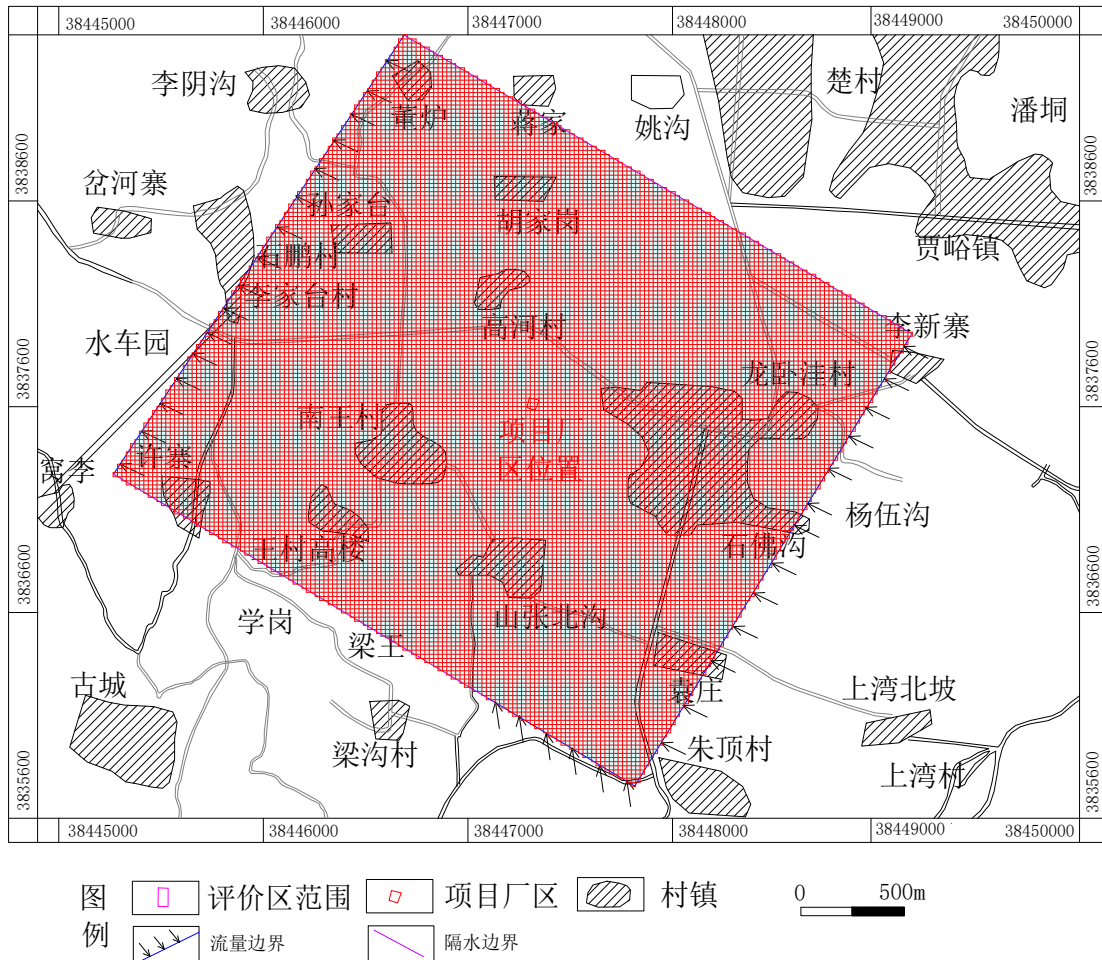 38445000 38446000 38447000 38448000 38449000 38450000
3838600
3837600
3836600
3835600
3838600
3837600
3836600
3835600
李阴沟
董炉
蒋家
姚沟
楚村
潘垌
岔河寨
孙家台
胡家岗
石鹏村
贾峪镇
李家台村
高河村
李新寨
水车园
龙卧洼村
南王村
项目厂
区位置
许寨
窝李
杨伍沟
石佛沟
王村高楼
山张北沟
学岗
梁王
古城
袁庄
上湾北坡
梁沟村
朱顶村
上湾村
38445000 38446000 38447000 38448000 38449000 38450000
图例
评价区范围
项目厂区
村镇
0 500m
流量边界
隔水边界